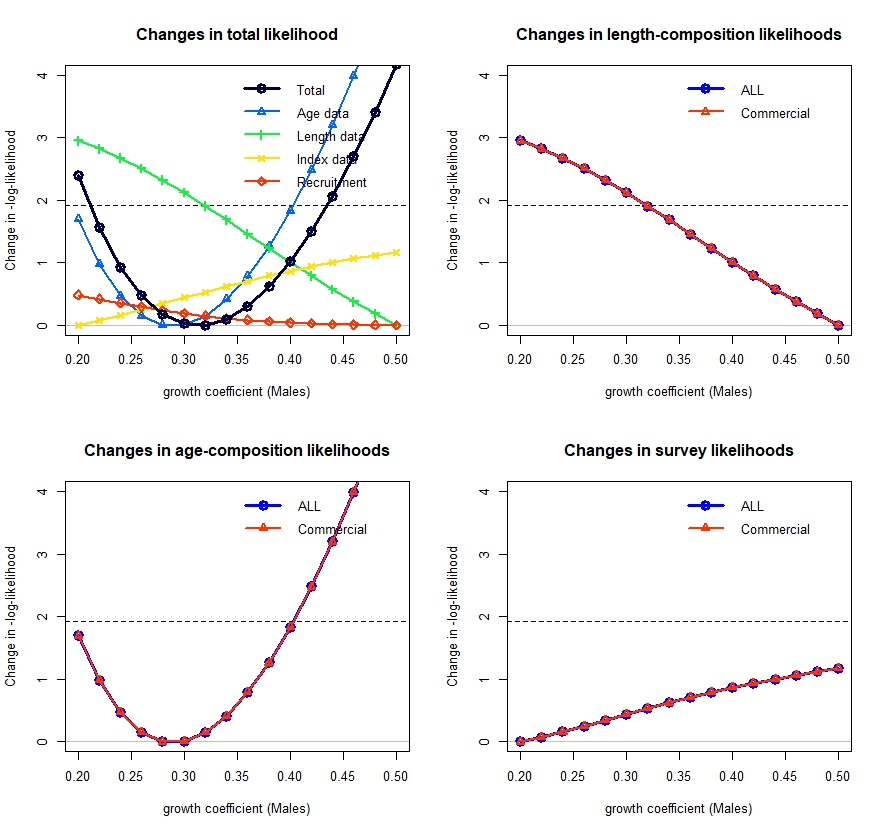 Changes in total likelihood
Change in -log-likelihood
4
3
2
1
0
Total
Age data
Length data
Index data
Recruitment
0.20 0.25 0.30 0.35 0.40 0.45 0.50
growth coefficient (Males)
Changes in length-composition likelihoods
Change in -log-likelihood
4
3
2
1
0
ALL
Commercial
0.20 0.25 0.30 0.35 0.40 0.45 0.50
growth coefficient (Males)
Changes in age-composition likelihoods
Change in -log-likelihood
4
3
2
1
0
ALL
Commercial
0.20 0.25 0.30 0.35 0.40 0.45 0.50
growth coefficient (Males)
Changes in survey likelihoods
Change in -log-likelihood
4
3
2
1
0
ALL
Commercial
0.20 0.25 0.30 0.35 0.40 0.45 0.50
growth coefficient (Males)